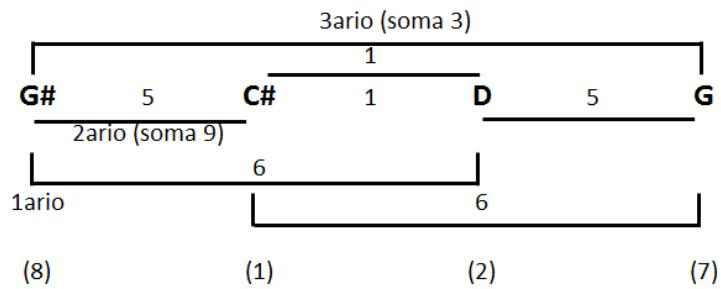 3ario (soma 3)
1
G# 5 C# 1 D 5 G
2ario (soma 9)
6
1ario 6
(8) (1) (2) (7)